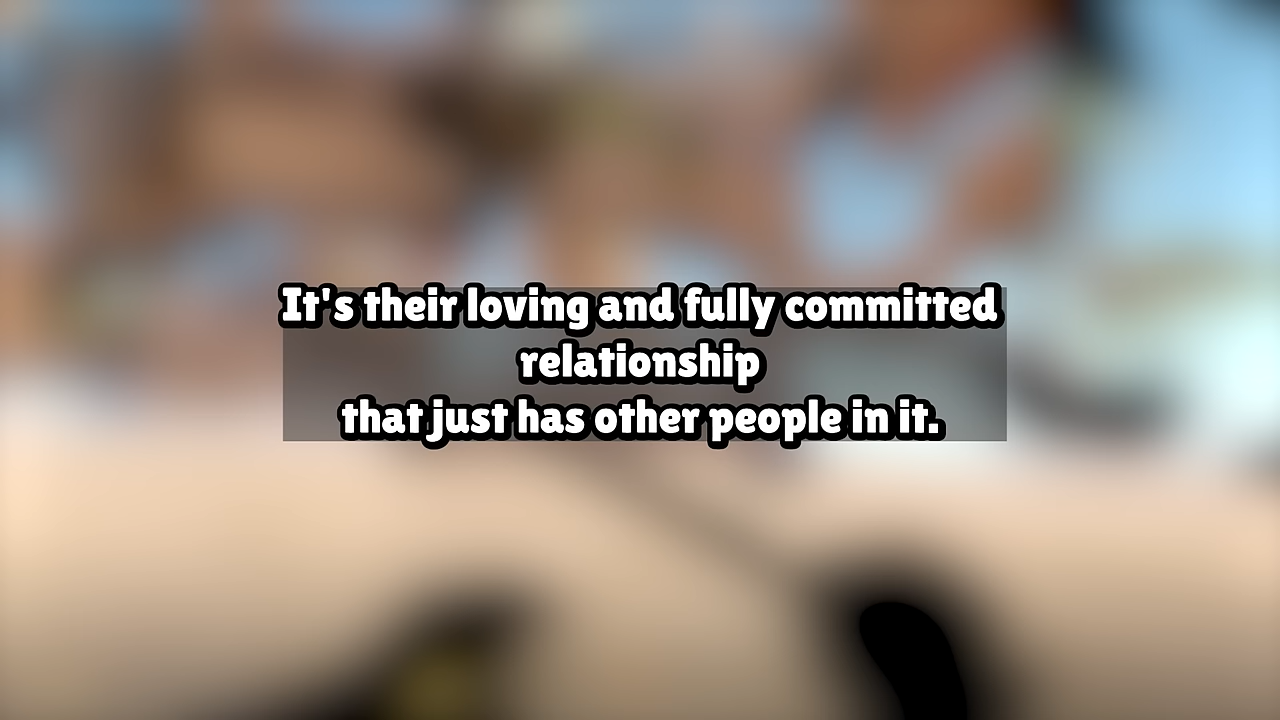 It's their loving and fully committed
relationship
that just has other people in it.